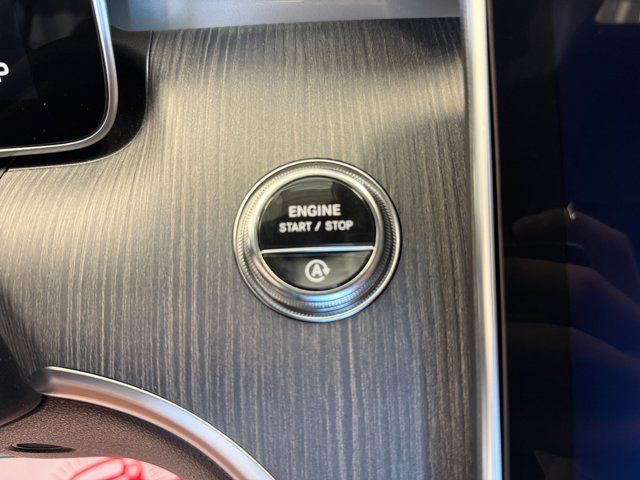 P
ENGINE
START / STOP
A